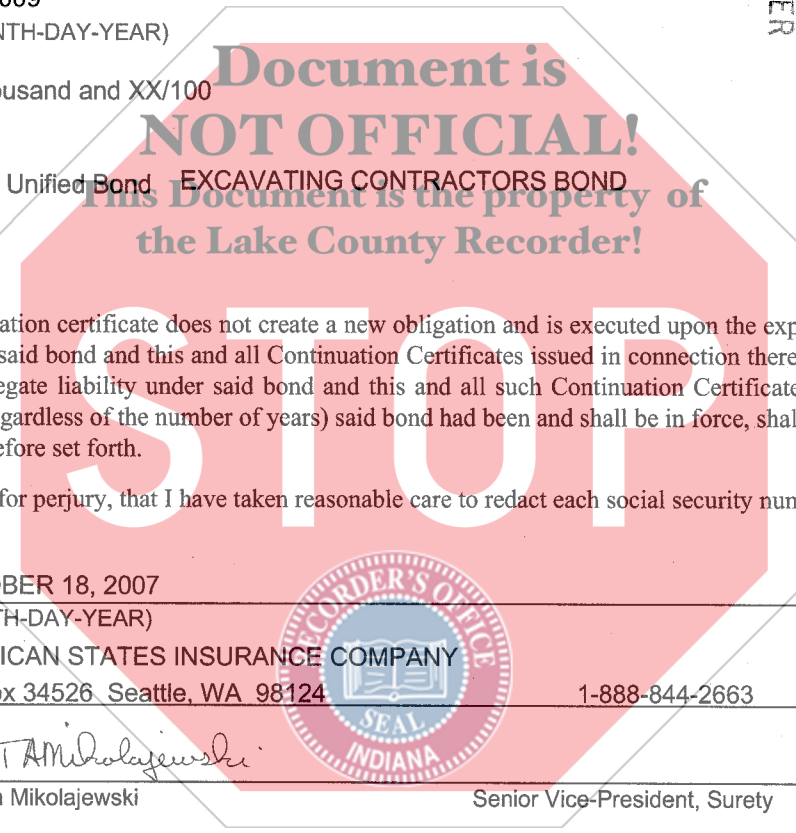 009
NTH-DAY-YEAR)
ER
Document is
ousand and XX/100
NOT OFFICIAL!
Unified Bond EXCAVATING CONTRACTORS BOND
This Document is the property of
the Lake County Recorder!
ation certificate does not create a new obligation and is executed upon the exp
said bond and this and all Continuation Certificates issued in connection there
egate liability under said bond and this and all such Continuation Certificate
gardless of the number of years) said bond had been and shall be in force, shal
efore set forth.
STOP
for perjury, that I have taken reasonable care to redact each social security num
BER 18, 2007
TH-DAY-YEAR)
RECORDER'S OFFICE
ICAN STATES INSURANCE COMPANY
ox 34526 Seattle, WA 98124 1-888-844-2663
SEAL
INDIANA
TAMikolajewski
Mikolajewski Senior Vice-President, Surety